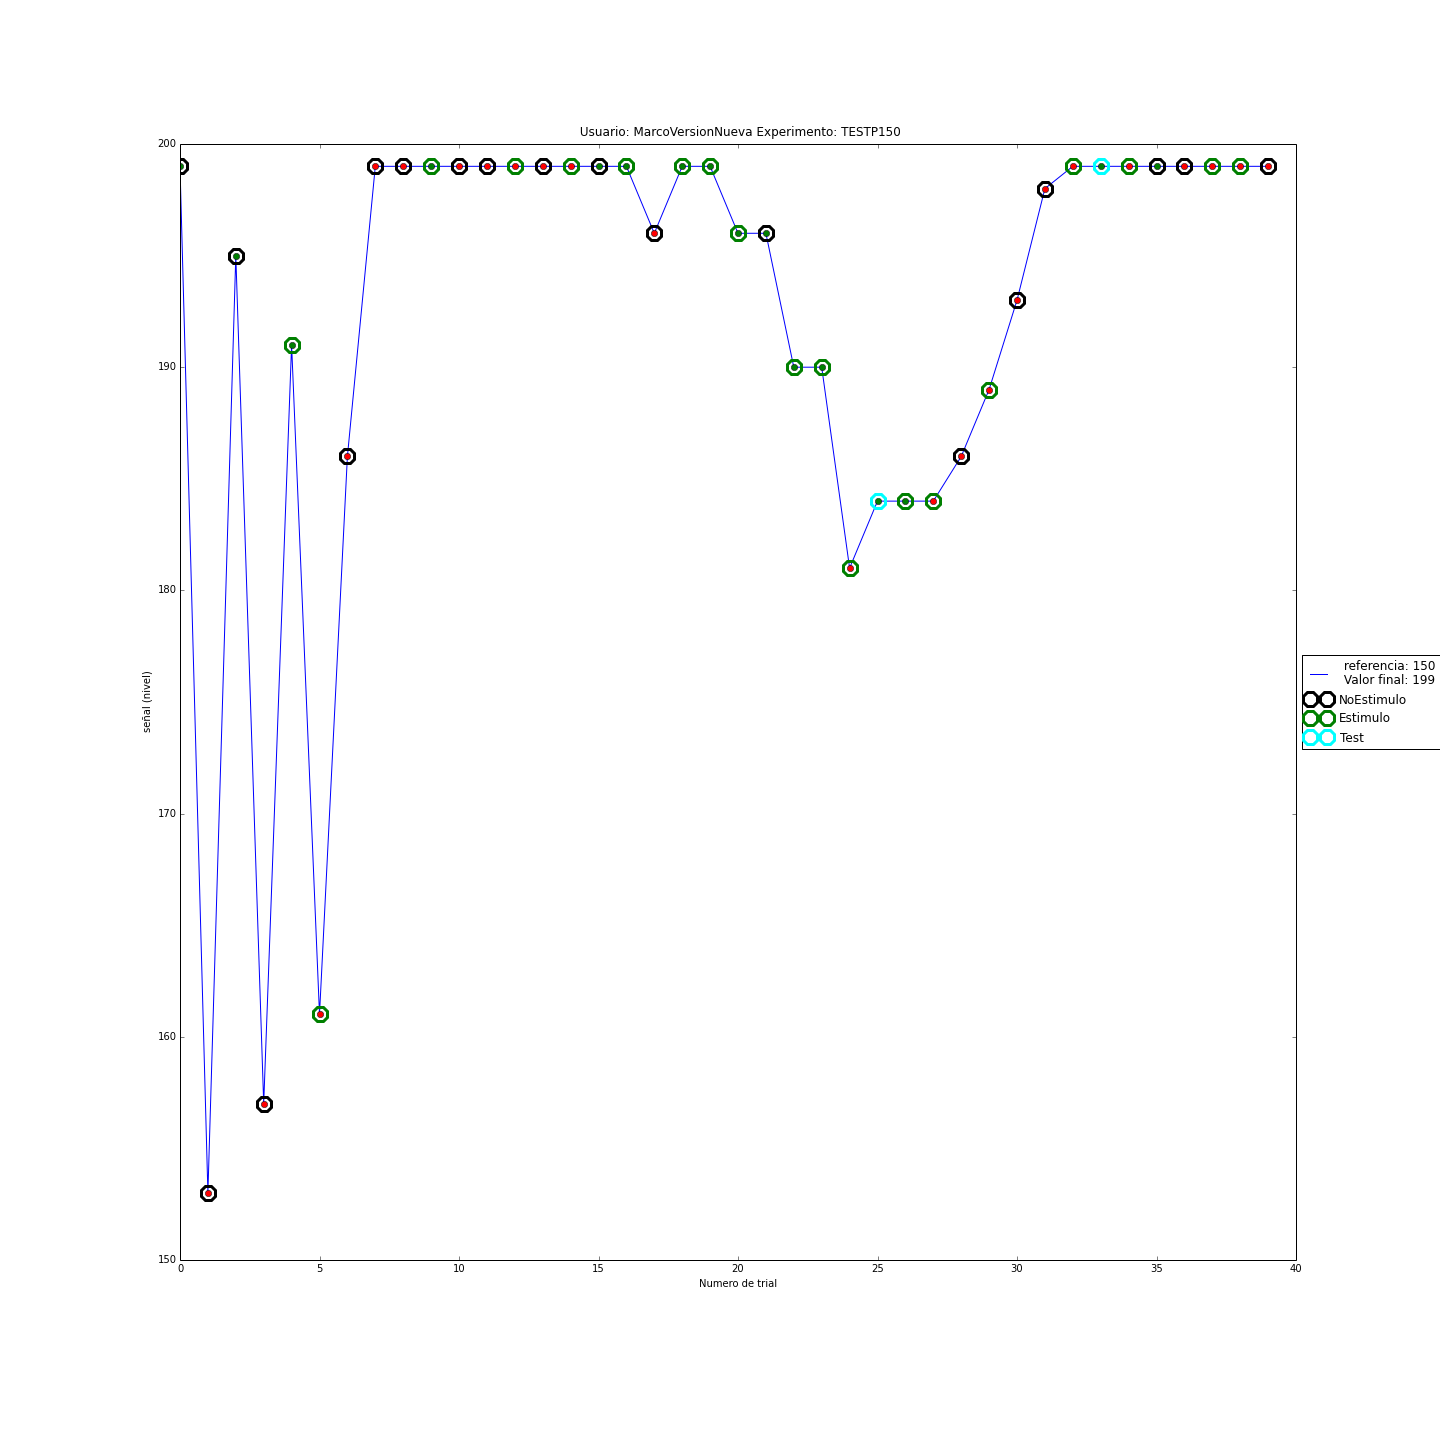 Usuario: MarcoVersionNueva Experimento: TESTP150
200
190
180
170
160
150
señal (nivel)
0 5 10 15 20 25 30 35 40
Numero de trial
referencia: 150
Valor final: 199
NoEstimulo
Estimulo
Test